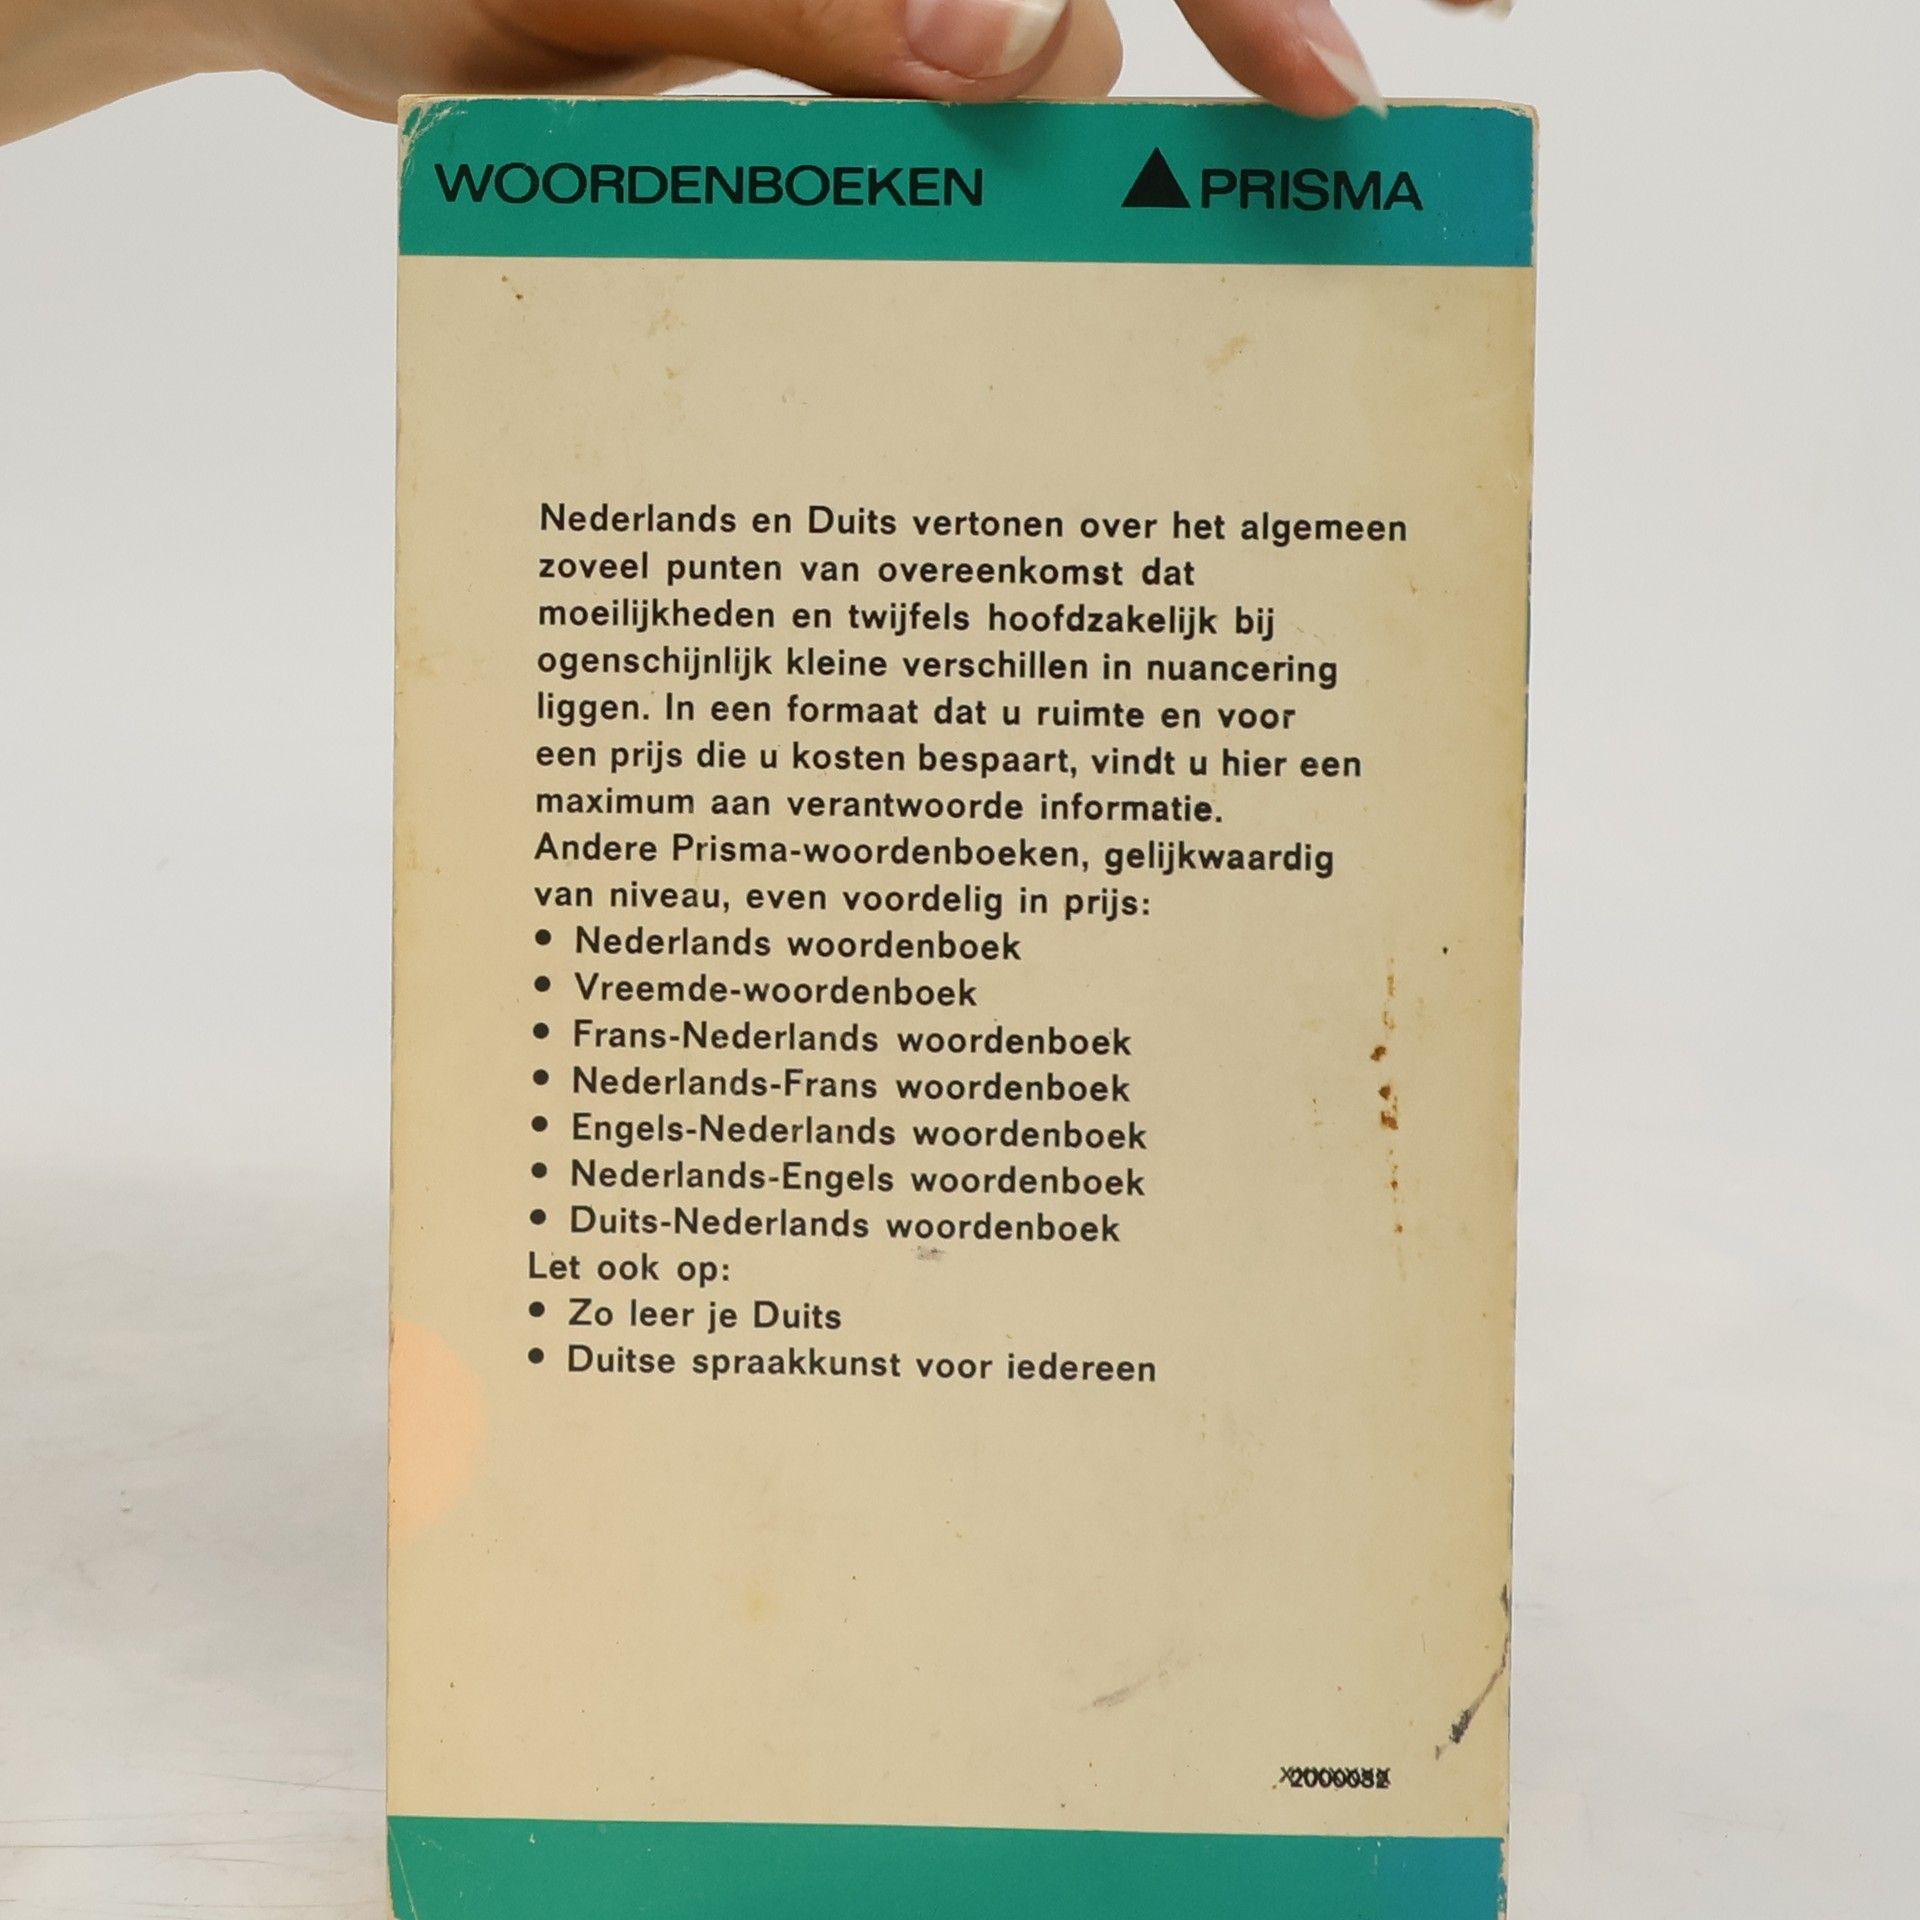 WOORDENBOEKEN PRISMA
Nederlands en Duits vertonen over het algemeen
zoveel punten van overeenkomst dat
moeilijkheden en twijfels hoofdzakelijk bij
ogenschijnlijk kleine verschillen in nuancering
liggen. In een formaat dat u ruimte en voor
een prijs die u kosten bespaart, vindt u hier een
maximum aan verantwoorde informatie.
Andere Prisma-woordenboeken, gelijkwaardig
van niveau, even voordelig in prijs:
• Nederlands woordenboek
• Vreemde-woordenboek
• Frans-Nederlands woordenboek
• Nederlands-Frans woordenboek
• Engels-Nederlands woordenboek
• Nederlands-Engels woordenboek
• Duits-Nederlands woordenboek
Let ook op:
• Zo leer je Duits
• Duitse spraakkunst voor iedereen